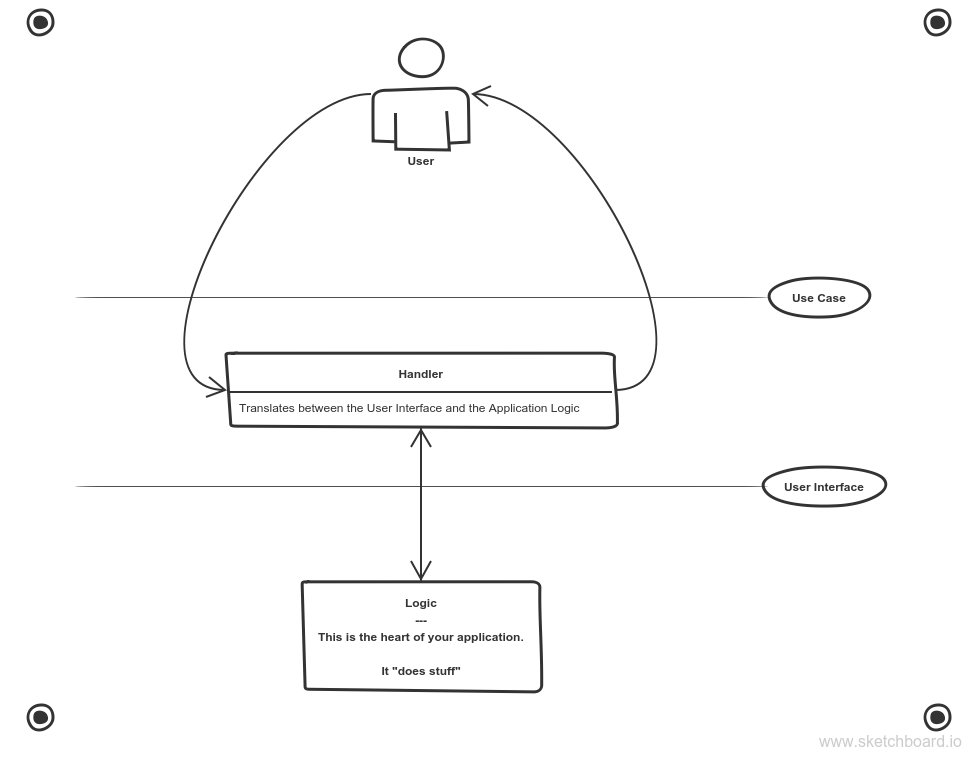 User
Use Case
Handler
Translates between the User Interface and the Application Logic
User Interface
Logic
---
This is the heart of your application.
It "does stuff"
www.sketchboard.io